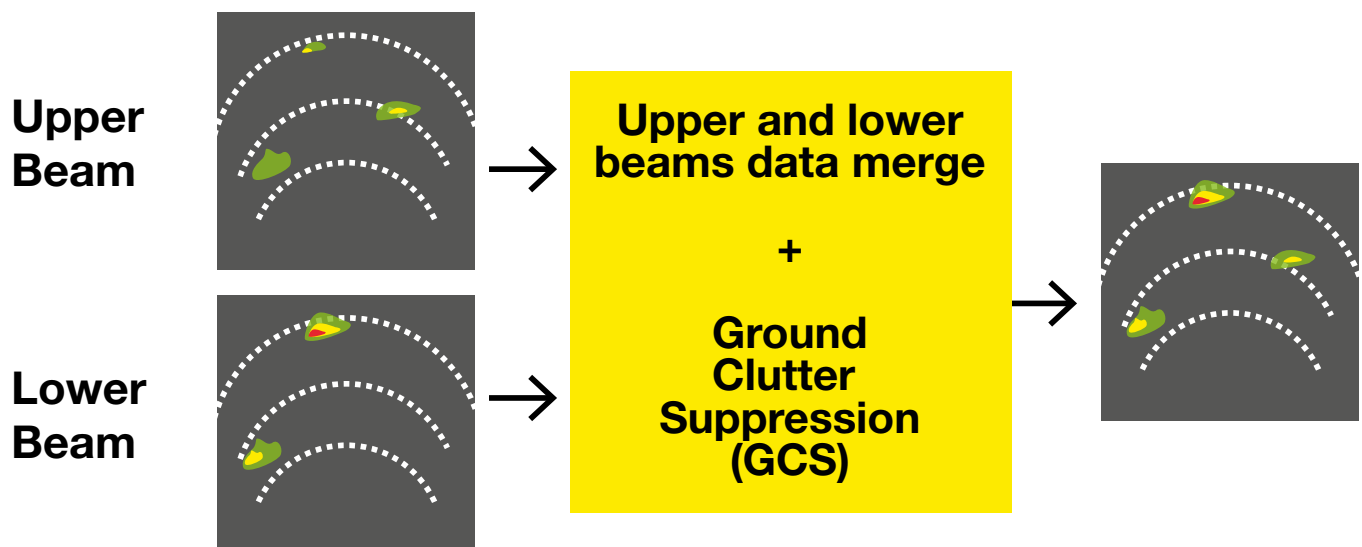 Upper
Beam
Upper and lower
beams data merge
+
Ground
Clutter
Suppression
(GCS)
Lower
Beam